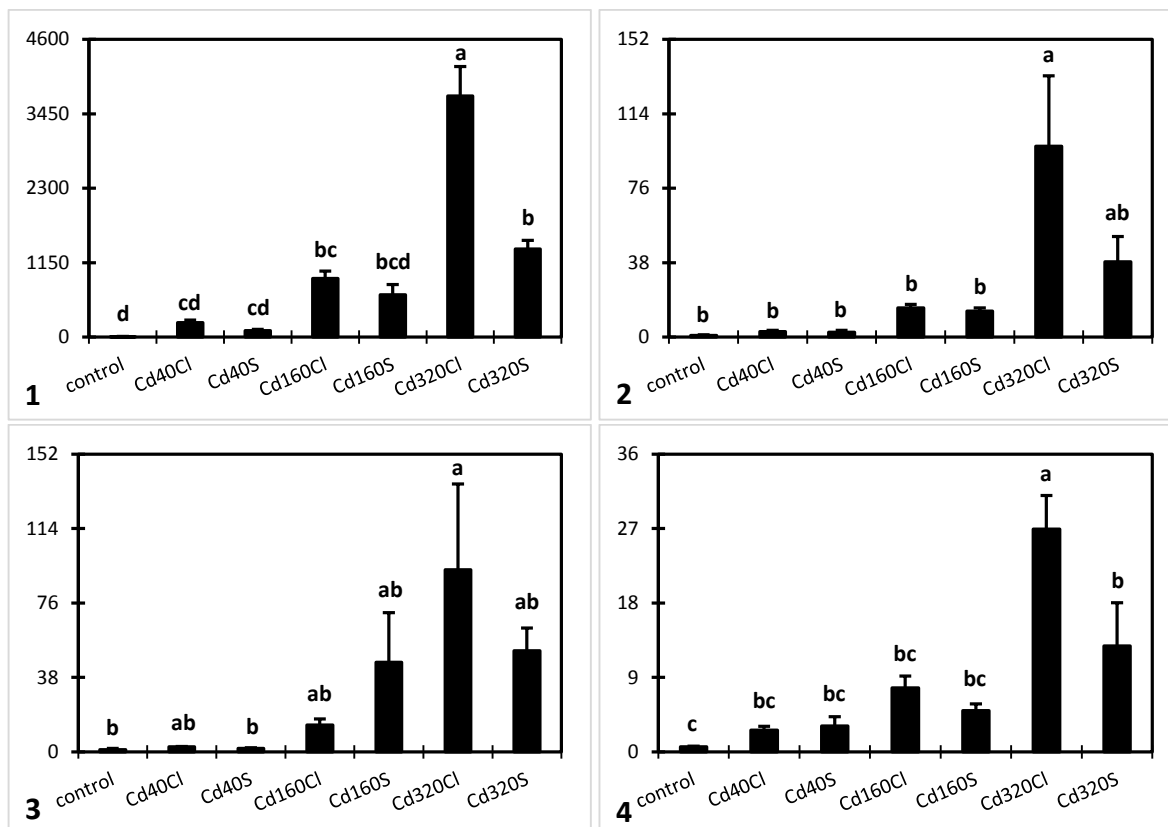 4600
3450
2300
1150
0
d
cd
cd
bc
bcd
a
b
control
Cd40Cl
Cd40S
Cd160Cl
Cd160S
Cd320Cl
Cd320S
1
152
114
76
38
0
b
b
b
b
b
a
ab
control
Cd40Cl
Cd40S
Cd160Cl
Cd160S
Cd320Cl
Cd320S
2
152
114
76
38
0
b
ab
b
ab
ab
a
ab
control
Cd40Cl
Cd40S
Cd160Cl
Cd160S
Cd320Cl
Cd320S
3
36
27
18
9
0
c
bc
bc
bc
bc
a
b
control
Cd40Cl
Cd40S
Cd160Cl
Cd160S
Cd320Cl
Cd320S
4